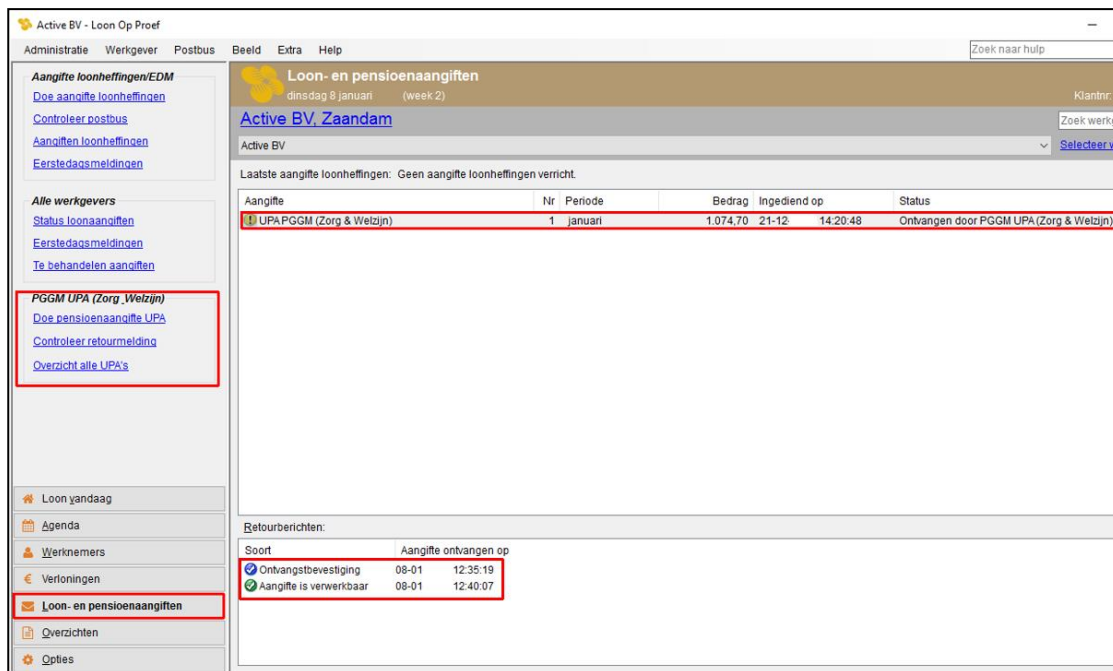 Active BV - Loon Op Proef
Administratie Werkgever Postbus Beeld Extra Help Zoek naar hulp
Aangifte loonheffingen/EDM
Doe aangifte loonheffingen
Controleer postbus
Aangiften loonheffingen
Eerstedagsmeldingen
Alle werkgevers
Status loonaangiften
Eerstedagsmeldingen
Te behandelen aangiften
PGGM UPA (Zorg _Welzijn)
Doe pensioenaangifte UPA
Controleer retourmelding
Overzicht alle UPA's
Loon vandaag
Agenda
Werknemers
Verloningen
Loon- en pensioenaangiften
Overzichten
Opties
Loon- en pensioenaangiften
dinsdag 8 januari (week 2) Klantnr:
Active BV, Zaandam Zoek werkg
Active BV Selecteer w
Laatste aangifte loonheffingen: Geen aangifte loonheffingen verricht.
Aangifte Nr Periode Bedrag Ingediend op Status
UPA PGGM (Zorg & Welzijn) 1 januari 1.074,70 21-12- 14:20:48 Ontvangen door PGGM UPA (Zorg & Welzijn)
Retourberichten:
Soort Aangifte ontvangen op
Ontvangstbevestiging 08-01 12:35:19
Aangifte is verwerkbaar 08-01 12:40:07